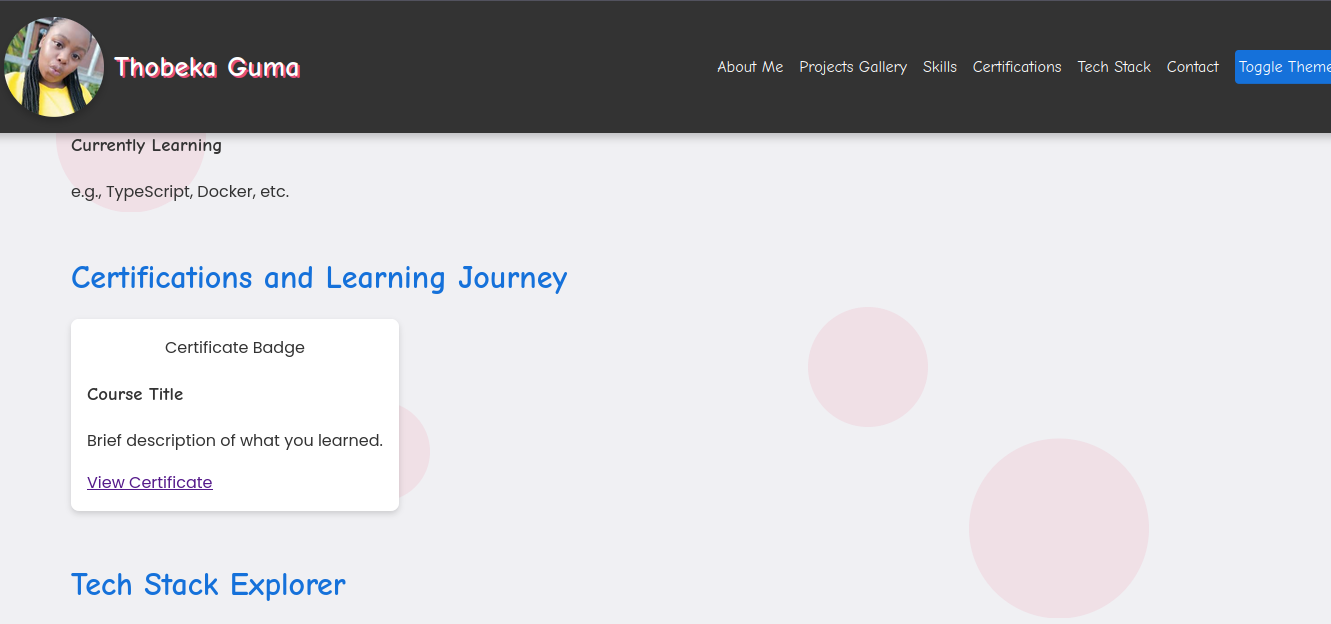 Thobeka Guma
About Me Projects Gallery Skills Certifications Tech Stack Contact Toggle Theme
Currently Learning
e.g., TypeScript, Docker, etc.
Certifications and Learning Journey
Certificate Badge
Course Title
Brief description of what you learned.
View Certificate
Tech Stack Explorer